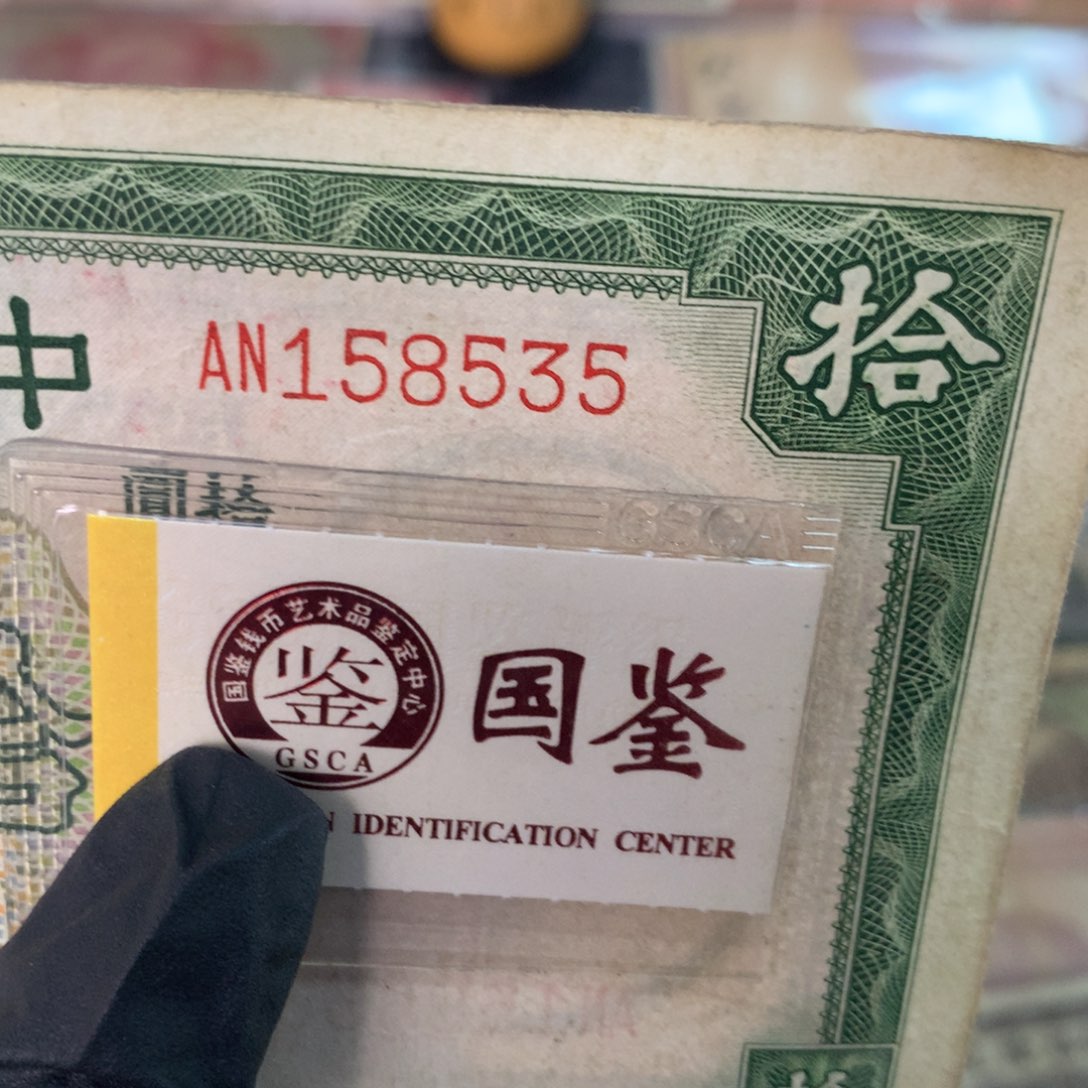 拾
中
AN158535
圓拾
GSCA
国鉴钱币艺术品鉴定中心
鉴
GSCA
国鉴
IDENTIFICATION CENTER